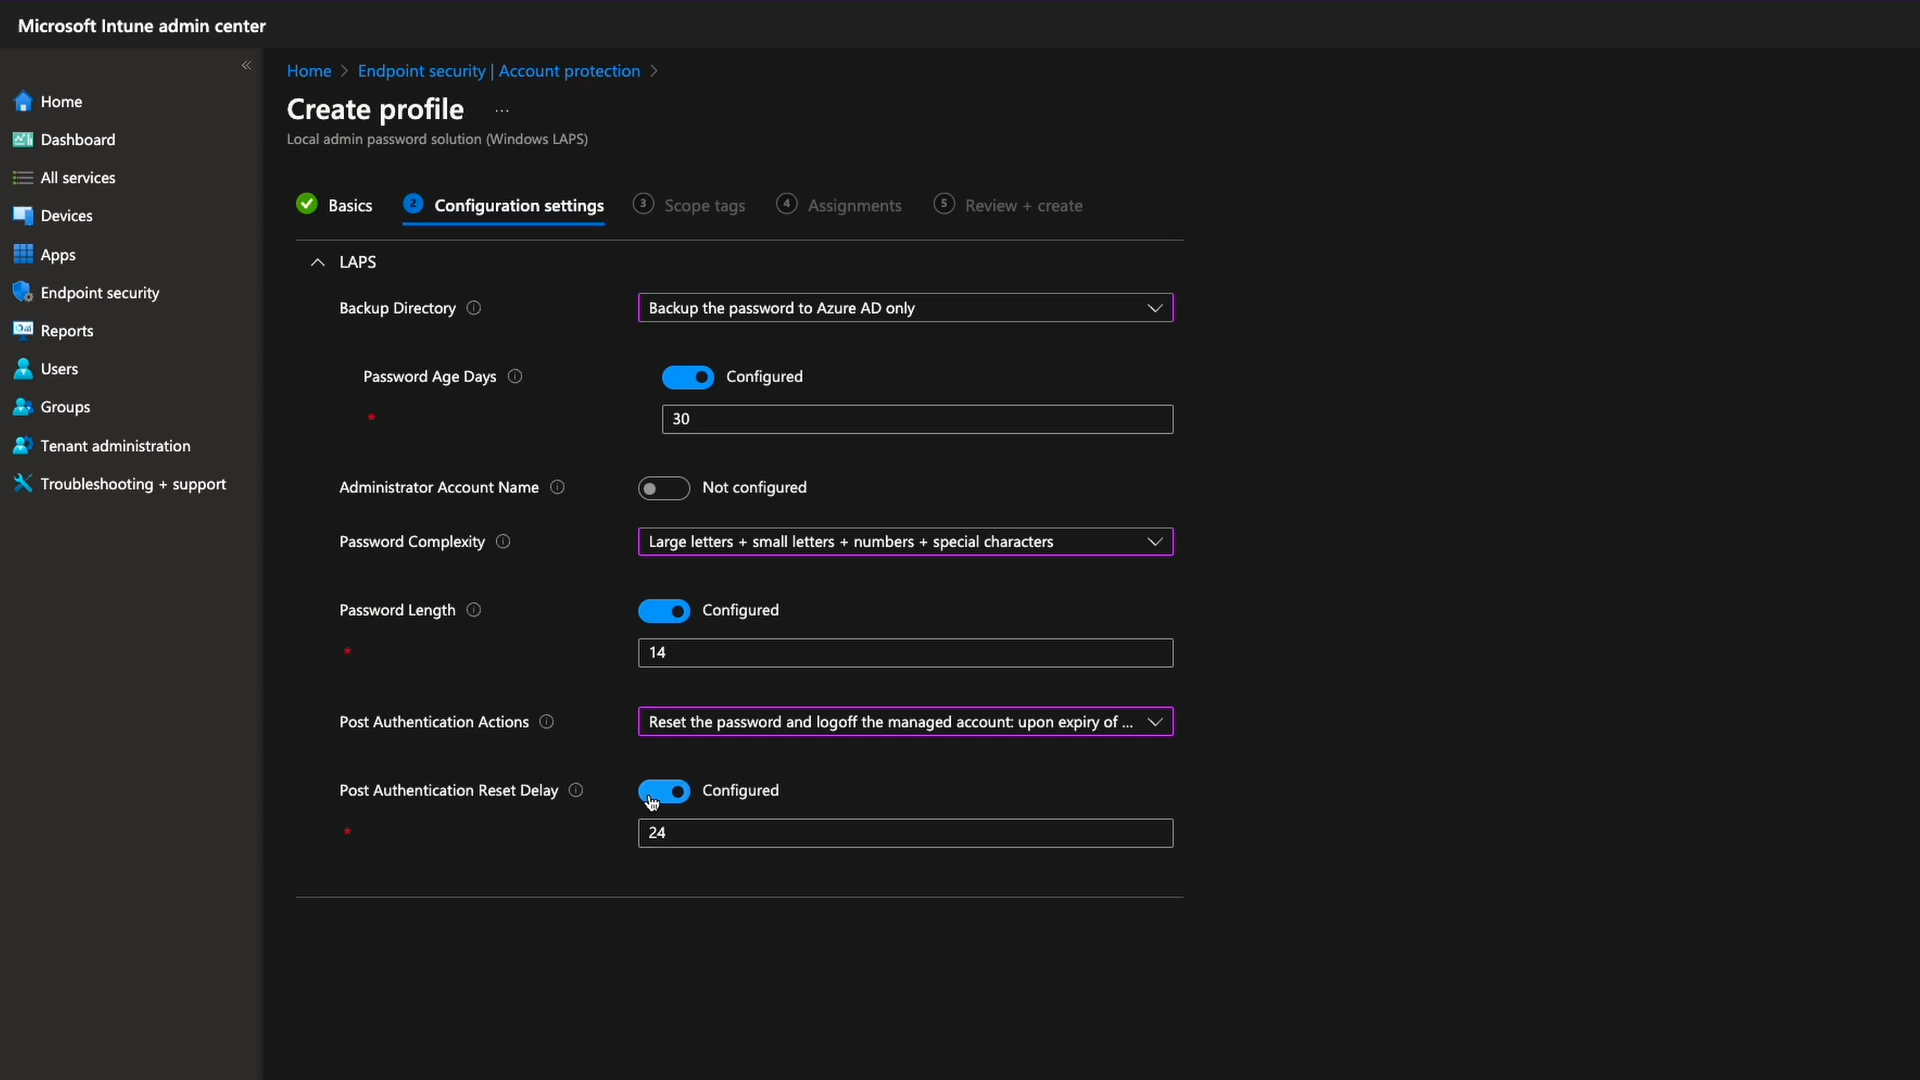 Microsoft Intune admin center
«
Home
Dashboard
All services
Devices
Apps
Endpoint security
Reports
Users
Groups
Tenant administration
Troubleshooting + support
Home > Endpoint security | Account protection >
Create profile ...
Local admin password solution (Windows LAPS)
Basics 2 Configuration settings 3 Scope tags 4 Assignments 5 Review + create
LAPS
Backup Directory Backup the password to Azure AD only
Password Age Days Configured
* 30
Administrator Account Name Not configured
Password Complexity Large letters + small letters + numbers + special characters
Password Length Configured
* 14
Post Authentication Actions Reset the password and logoff the managed account: upon expiry of ...
Post Authentication Reset Delay Configured
* 24